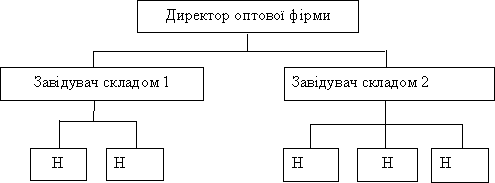 Директор оптової фірми
Завідувач складом 1
Завідувач складом 2
Н
Н
Н
Н
Н